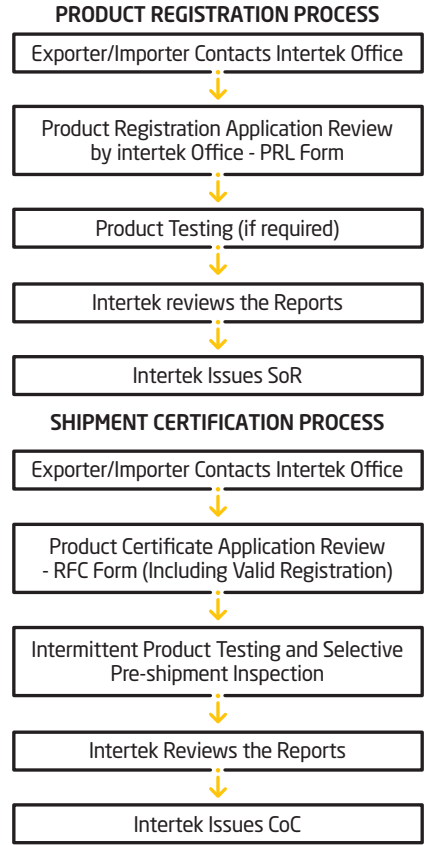 PRODUCT REGISTRATION PROCESS
Exporter/Importer Contacts Intertek Office
Product Registration Application Review
by intertek Office - PRL Form
Product Testing (if required)
Intertek reviews the Reports
Intertek Issues SoR
SHIPMENT CERTIFICATION PROCESS
Exporter/Importer Contacts Intertek Office
Product Certificate Application Review
- RFC Form (Including Valid Registration)
Intermittent Product Testing and Selective
Pre-shipment Inspection
Intertek Reviews the Reports
Intertek Issues CoC